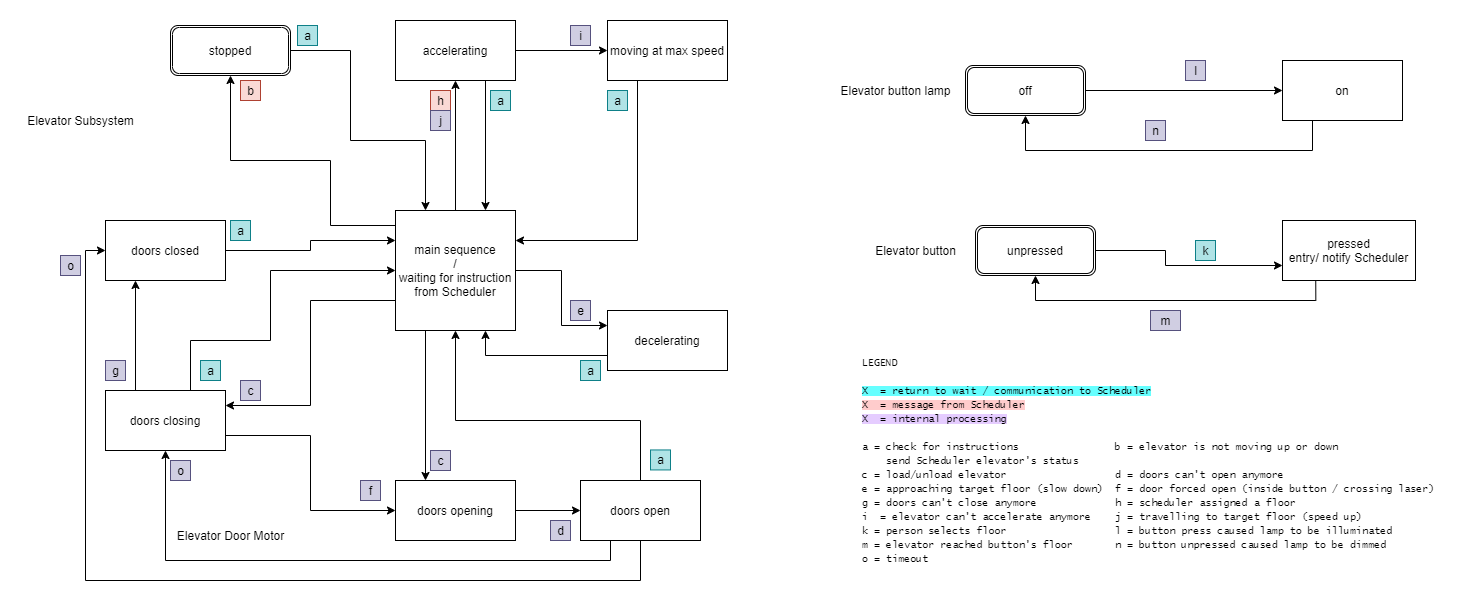 stopped
a
accelerating
i
moving at max speed
b
h
a
a
j
Elevator Subsystem
doors closed
a
main sequence
/
waiting for instruction
from Scheduler
o
e
decelerating
g
a
c
a
doors closing
o
c
a
f
doors opening
d
doors open
Elevator Door Motor
Elevator button lamp
off
l
on
n
Elevator button
unpressed
k
pressed
entry/ notify Scheduler
m
LEGEND
X = return to wait / communication to Scheduler
X = message from Scheduler
X = internal processing
a = check for instructions b = elevator is not moving up or down
send Scheduler elevator's status
c = load/unload elevator d = doors can't open anymore
e = approaching target floor (slow down) f = door forced open (inside button / crossing laser)
g = doors can't close anymore h = scheduler assigned a floor
i = elevator can't accelerate anymore j = travelling to target floor (speed up)
k = person selects floor l = button press caused lamp to be illuminated
m = elevator reached button's floor n = button unpressed caused lamp to be dimmed
o = timeout